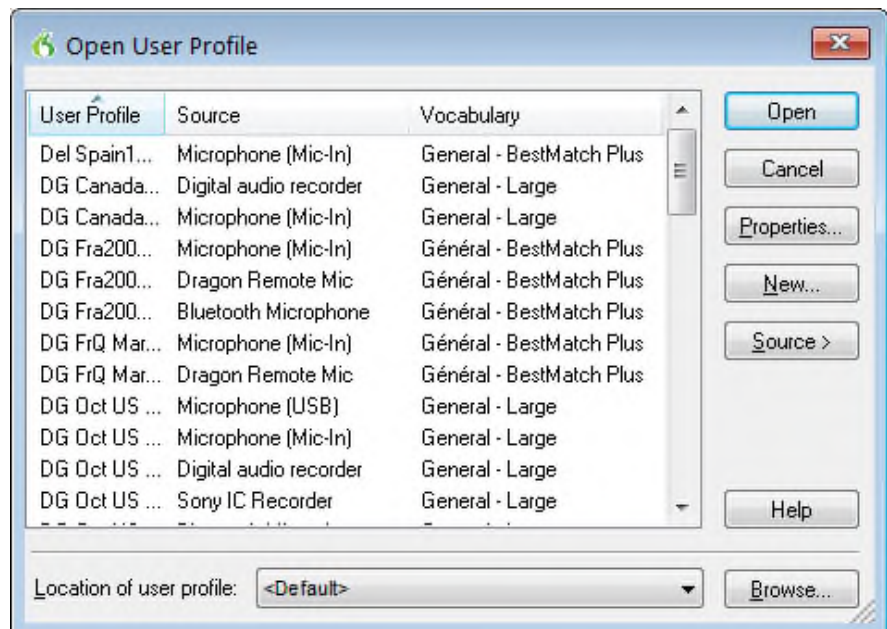 Open User Profile
User Profile Source Vocabulary
Del Spain1... Microphone (Mic-In) General - BestMatch Plus
DG Canada... Digital audio recorder General - Large
DG Canada... Microphone (Mic-In) General - Large
DG Fra200... Microphone (Mic-In) Général - BestMatch Plus
DG Fra200... Dragon Remote Mic Général - BestMatch Plus
DG Fra200... Bluetooth Microphone Général - BestMatch Plus
DG FrQ Mar... Microphone (Mic-In) Général - BestMatch Plus
DG FrQ Mar... Dragon Remote Mic Général - BestMatch Plus
DG Oct US ... Microphone (USB) General - Large
DG Oct US ... Microphone (Mic-In) General - Large
DG Oct US ... Digital audio recorder General - Large
DG Oct US ... Sony IC Recorder General - Large
Open
Cancel
Properties...
New...
Source >
Help
Location of user profile: <Default> Browse...